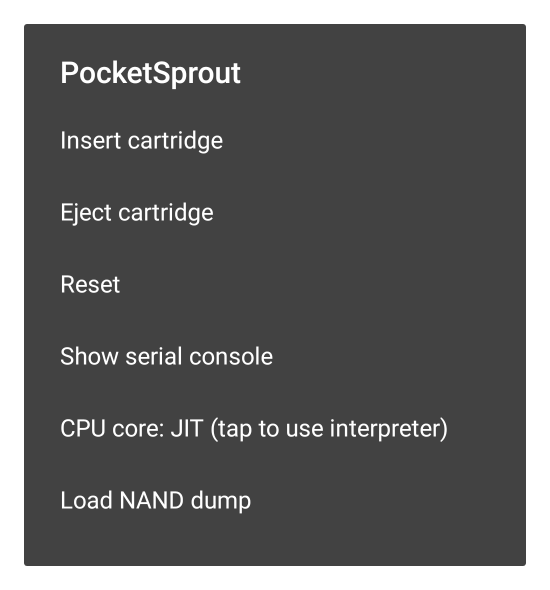 PocketSprout
Insert cartridge
Eject cartridge
Reset
Show serial console
CPU core: JIT (tap to use interpreter)
Load NAND dump